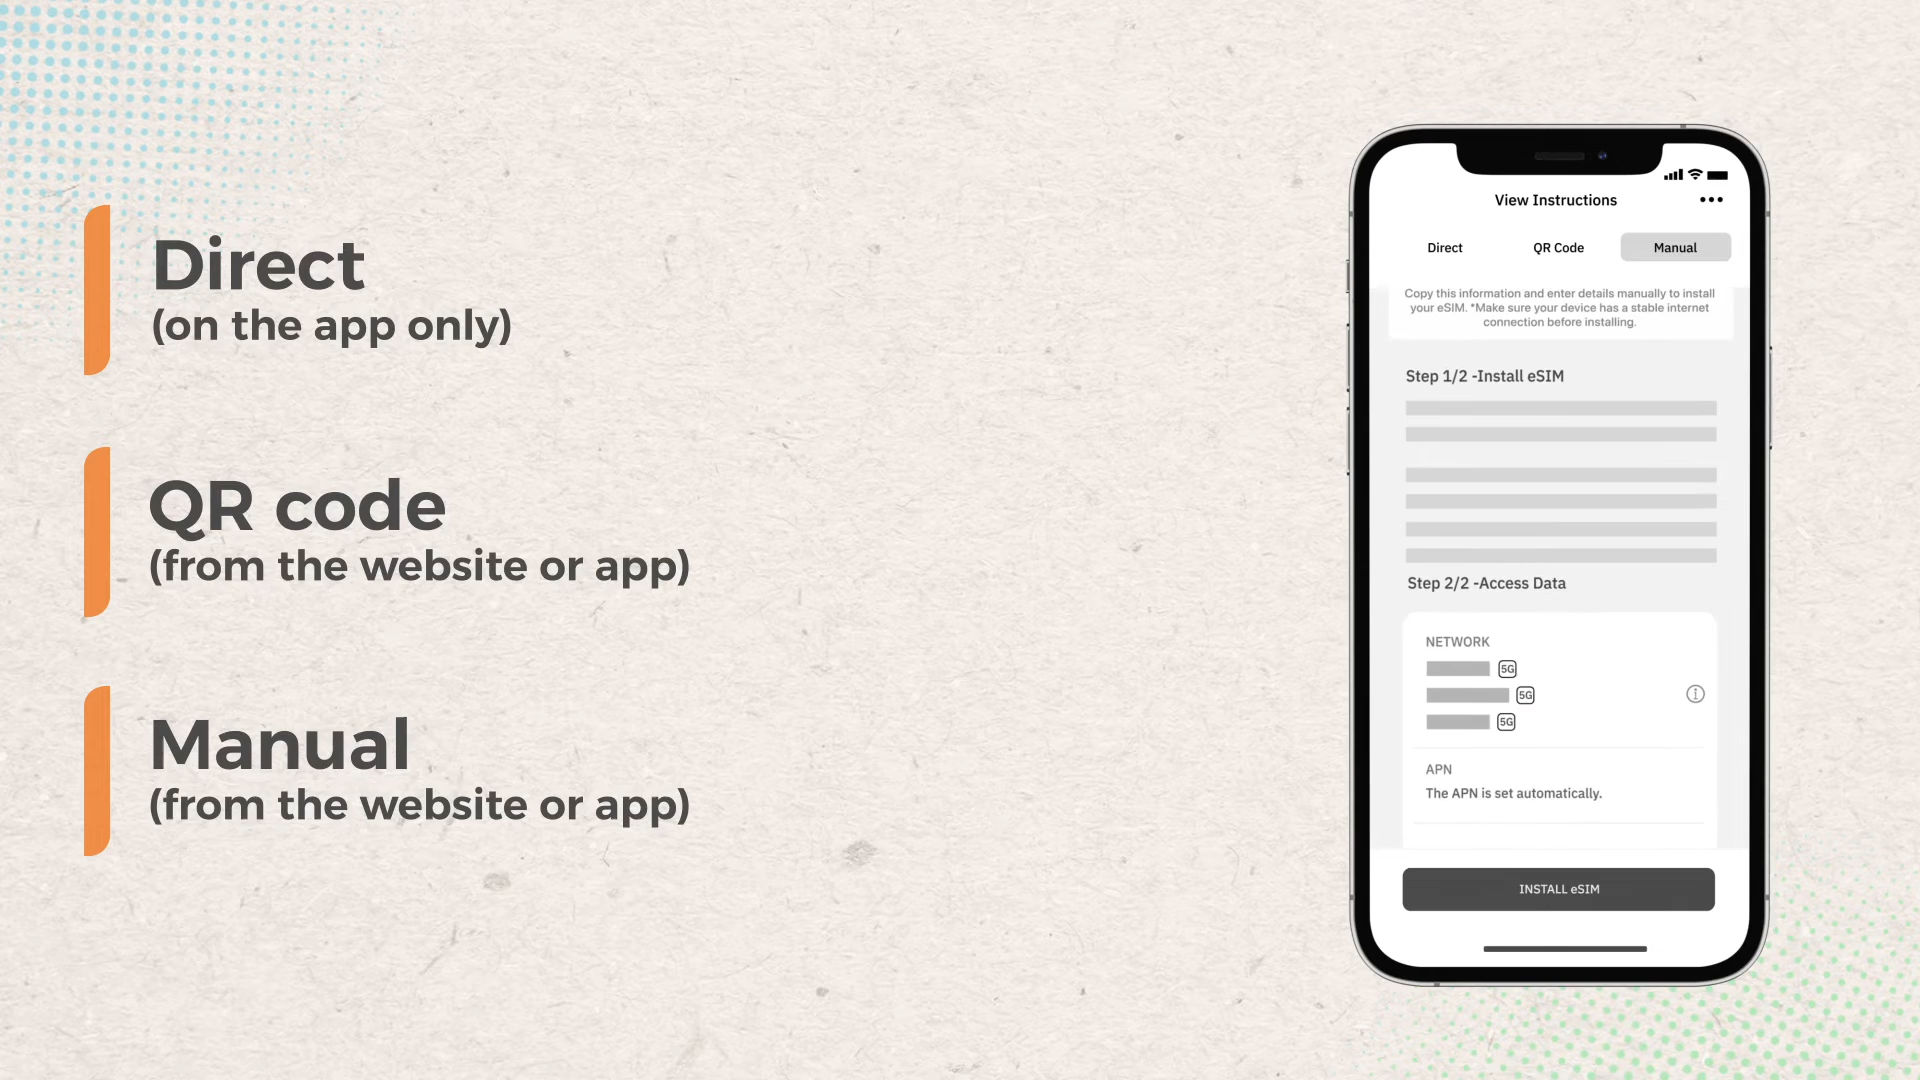 Direct
(on the app only)
QR code
(from the website or app)
Manual
(from the website or app)
View Instructions
Direct
QR Code
Manual
Copy this information and enter details manually to install
your eSIM. *Make sure your device has a stable internet
connection before installing.
Step 1/2 -Install eSIM
Step 2/2 -Access Data
NETWORK
5G
5G
5G
APN
The APN is set automatically.
INSTALL eSIM